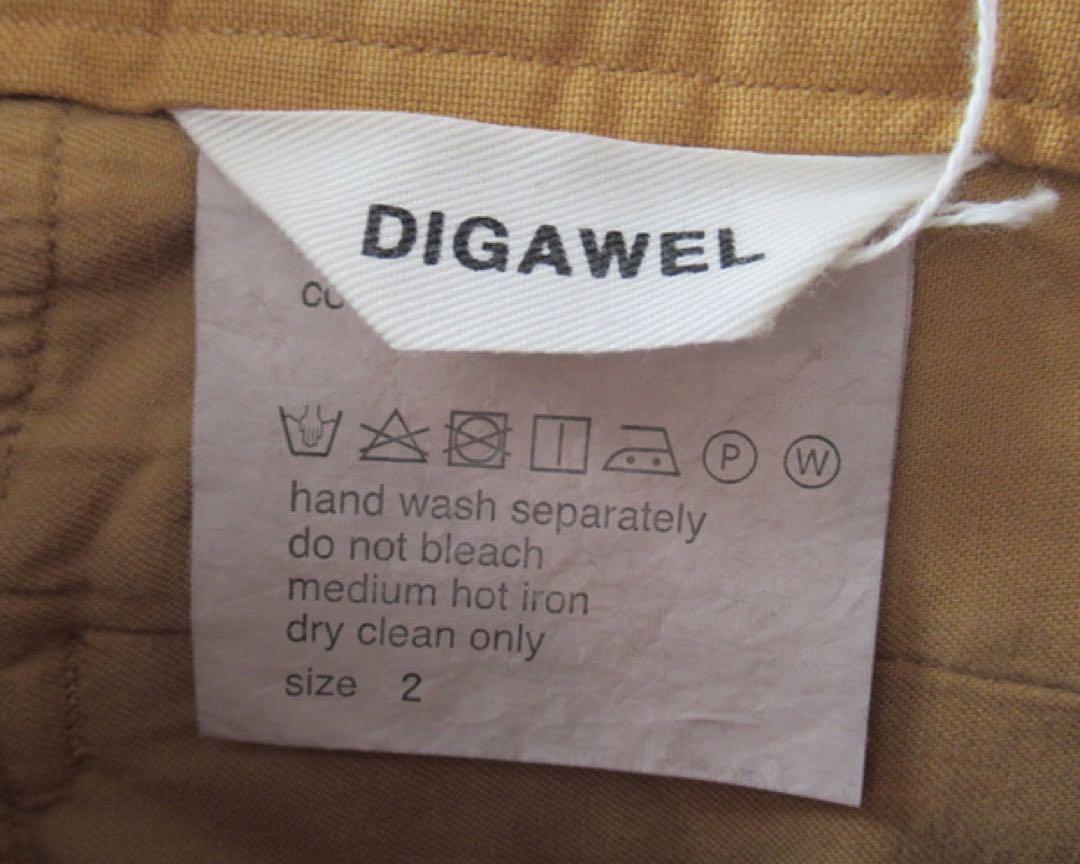 DIGAWEL
P W
hand wash separately
do not bleach
medium hot iron
dry clean only
size 2